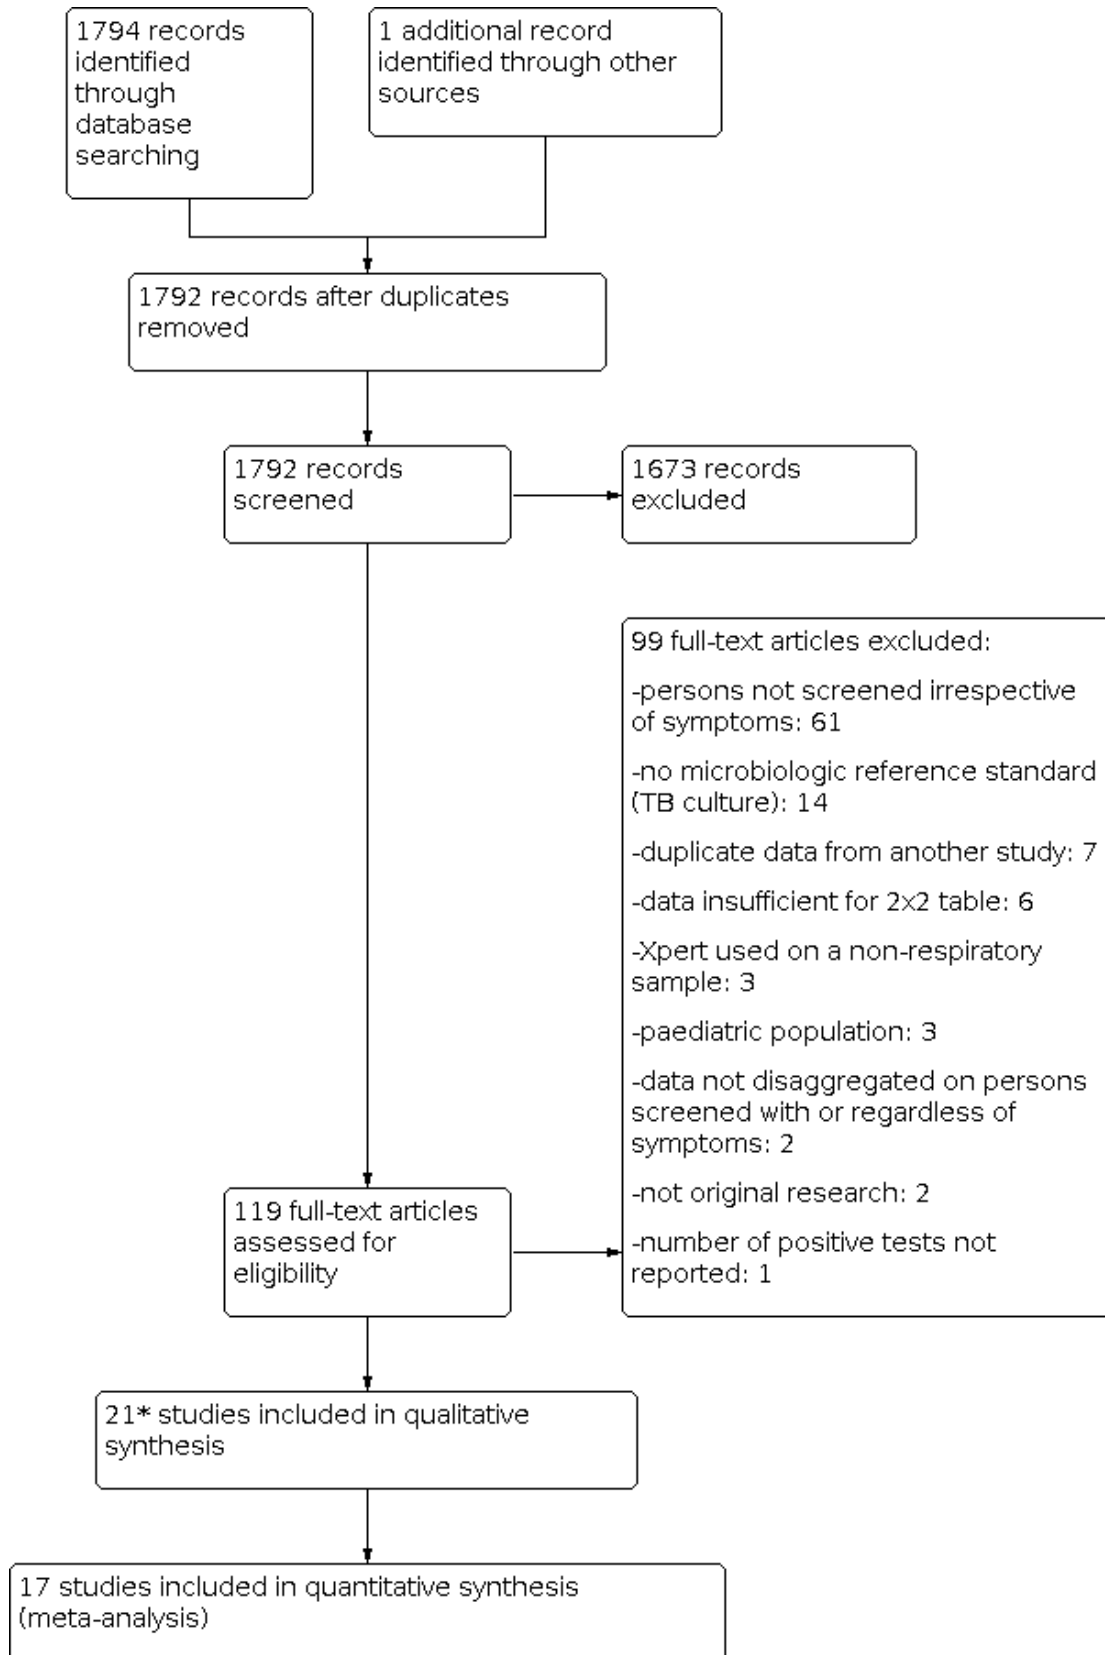 1794 records
identified
through
database
searching
1 additional record
identified through other
sources
1792 records after duplicates
removed
1792 records
screened
1673 records
excluded
99 full-text articles excluded:
-persons not screened irrespective
of symptoms: 61
-no microbiologic reference standard
(TB culture): 14
-duplicate data from another study: 7
-data insufficient for 2x2 table: 6
-Xpert used on a non-respiratory
sample: 3
-paediatric population: 3
-data not disaggregated on persons
screened with or regardless of
symptoms: 2
-not original research: 2
-number of positive tests not
reported: 1
119 full-text articles
assessed for
eligibility
21* studies included in qualitative
synthesis
17 studies included in quantitative synthesis
(meta-analysis)